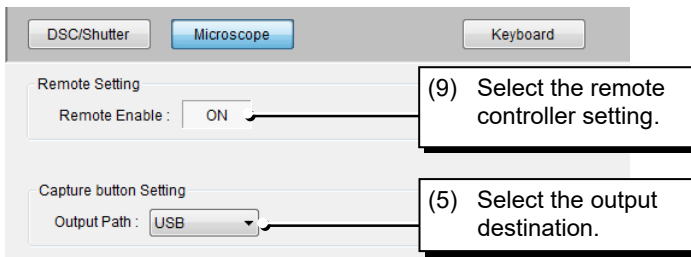 DSC/Shutter Microscope Keyboard
Remote Setting
Remote Enable : ON
(9) Select the remote
controller setting.
Capture button Setting
Output Path : USB
(5) Select the output
destination.